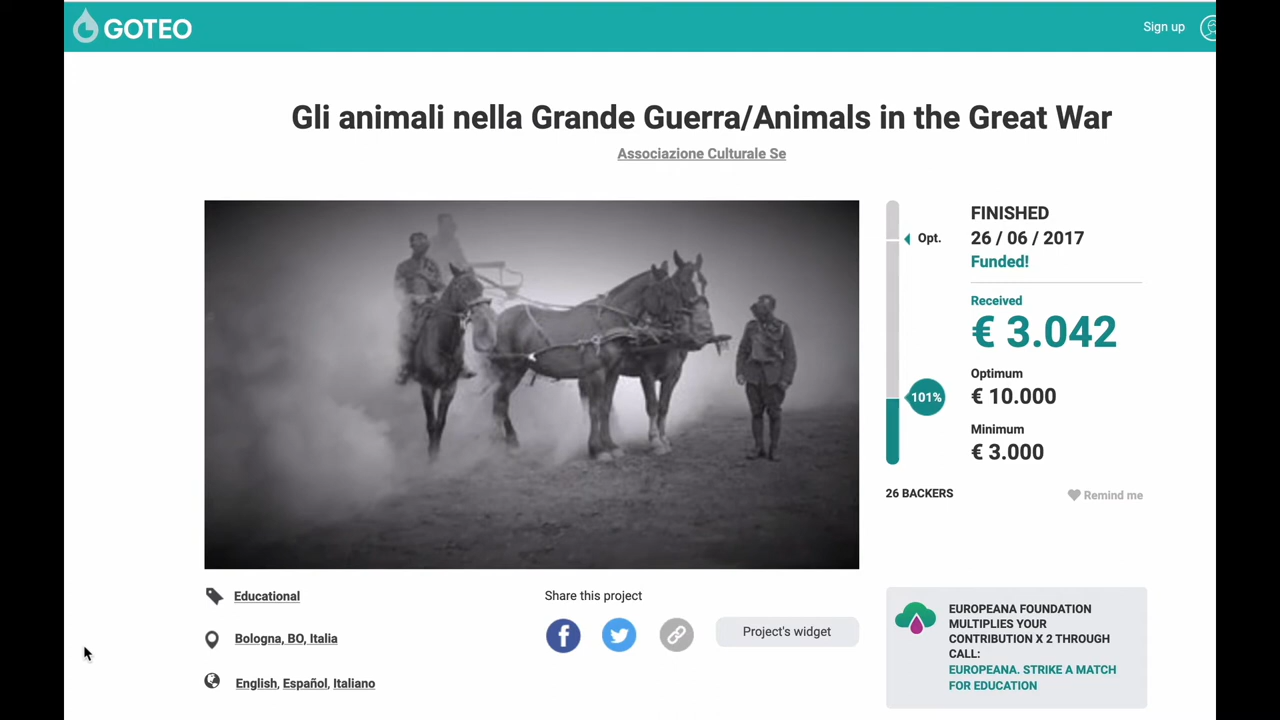 GOTEO
Sign up
Gli animali nella Grande Guerra/Animals in the Great War
Associazione Culturale Se
Opt.
101%
FINISHED
26 / 06 / 2017
Funded!
Received
€ 3.042
Optimum
€ 10.000
Minimum
€ 3.000
26 BACKERS
Remind me
Educational
Bologna, BO, Italia
English, Español, Italiano
Share this project
Project's widget
EUROPEANA FOUNDATION
MULTIPLIES YOUR
CONTRIBUTION X 2 THROUGH
CALL:
EUROPEANA. STRIKE A MATCH
FOR EDUCATION